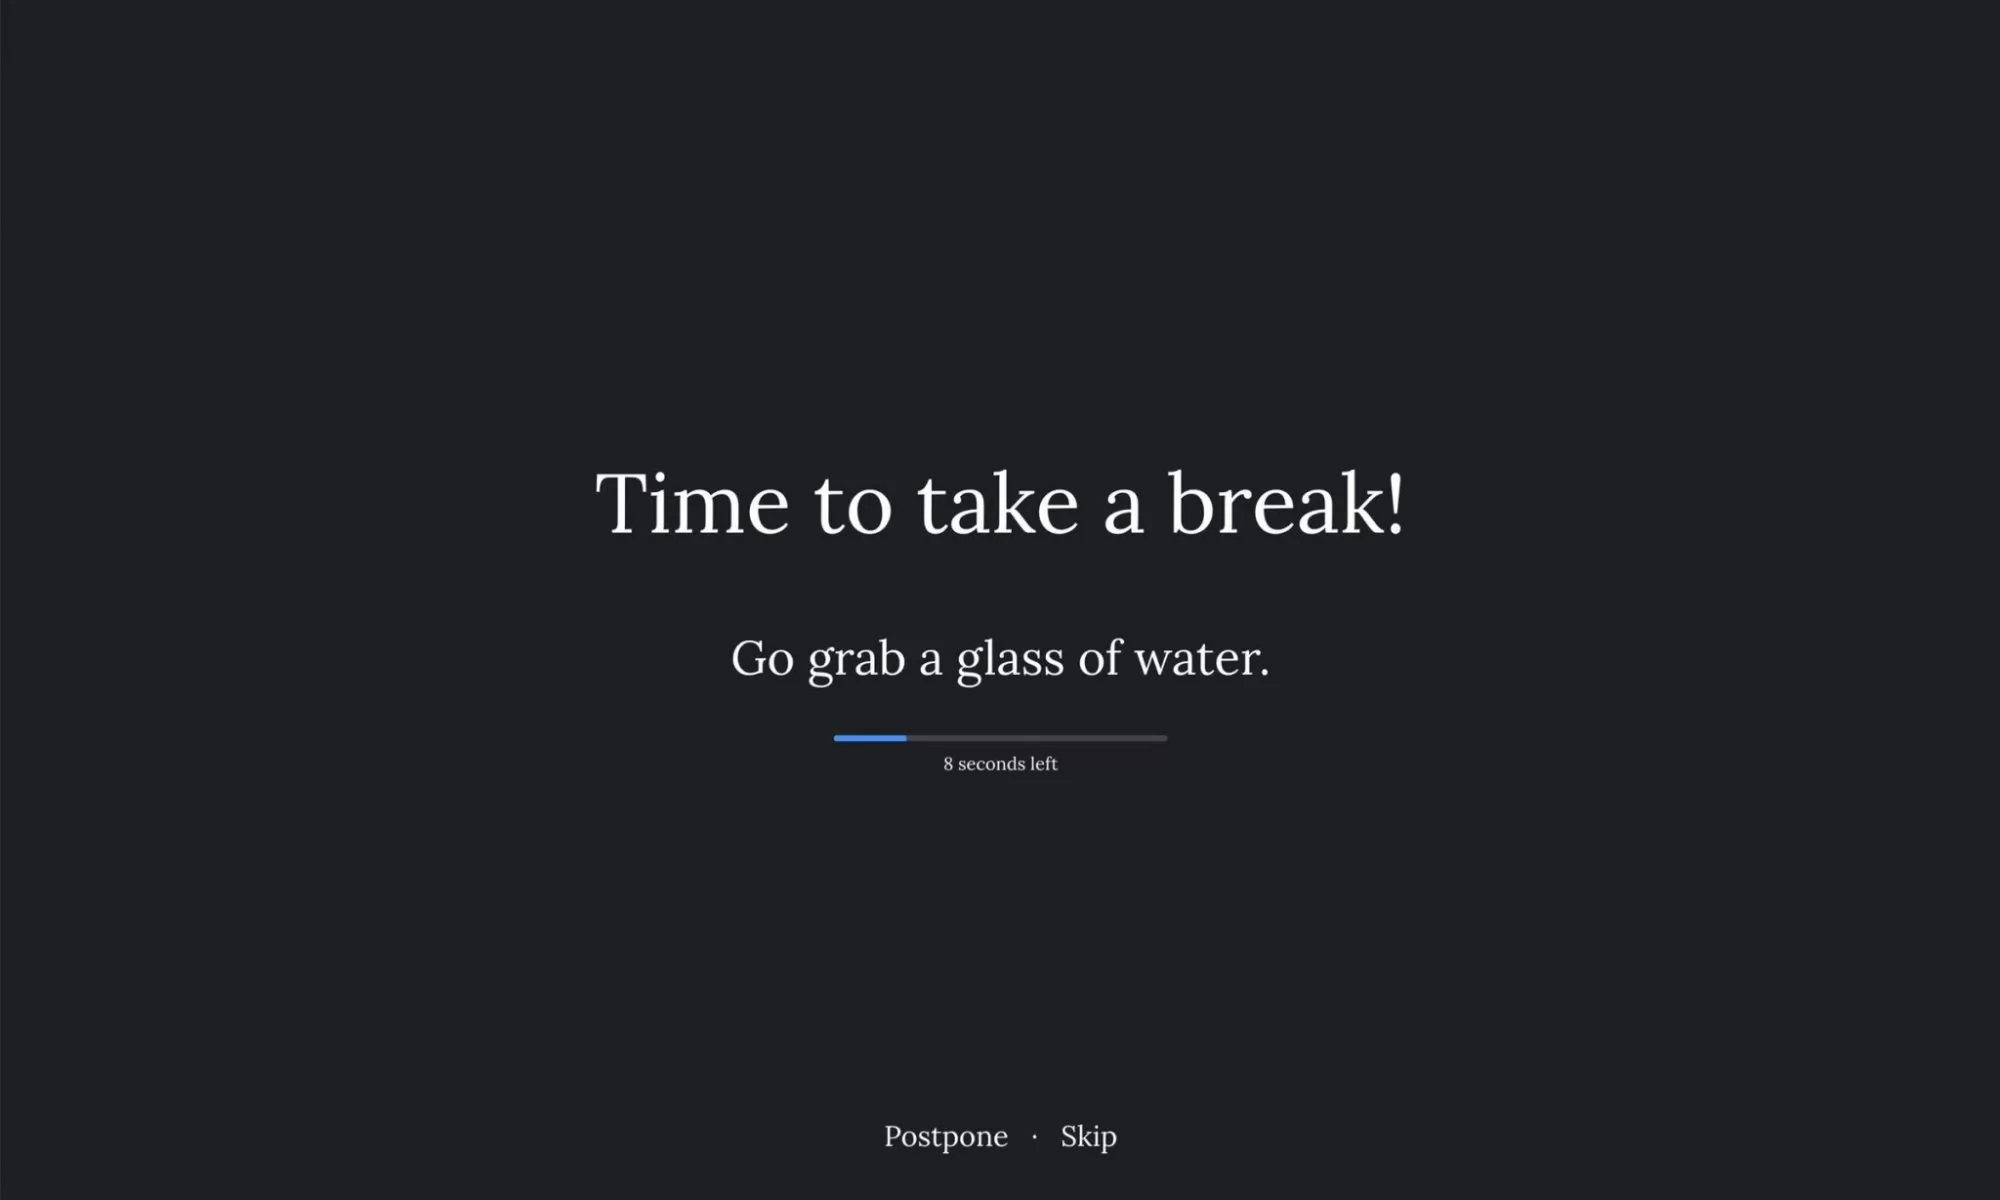 Time to take a break!
Go grab a glass of water.
8 seconds left
Postpone · Skip